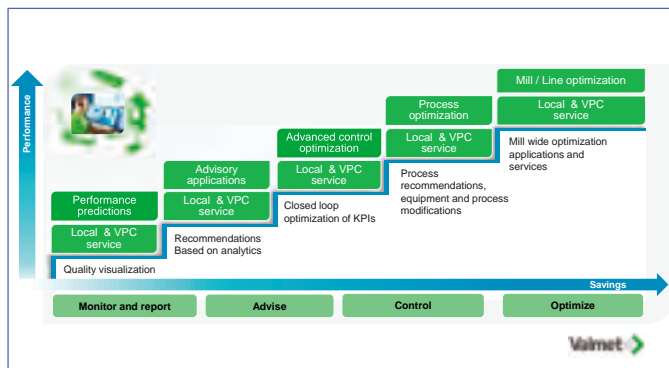 Performance
Mill / Line optimization
Local & VPC
service
Mill wide optimization
applications and
services
Process
optimization
Local & VPC
service
Process
recommendations,
equipment and process
modifications
Advanced control
optimization
Local & VPC
service
Closed loop
optimization of KPIs
Advisory
applications
Local & VPC
service
Recommendations
Based on analytics
Performance
predictions
Local & VPC
service
Quality visualization
Savings
Monitor and report
Advise
Control
Optimize
Valmet